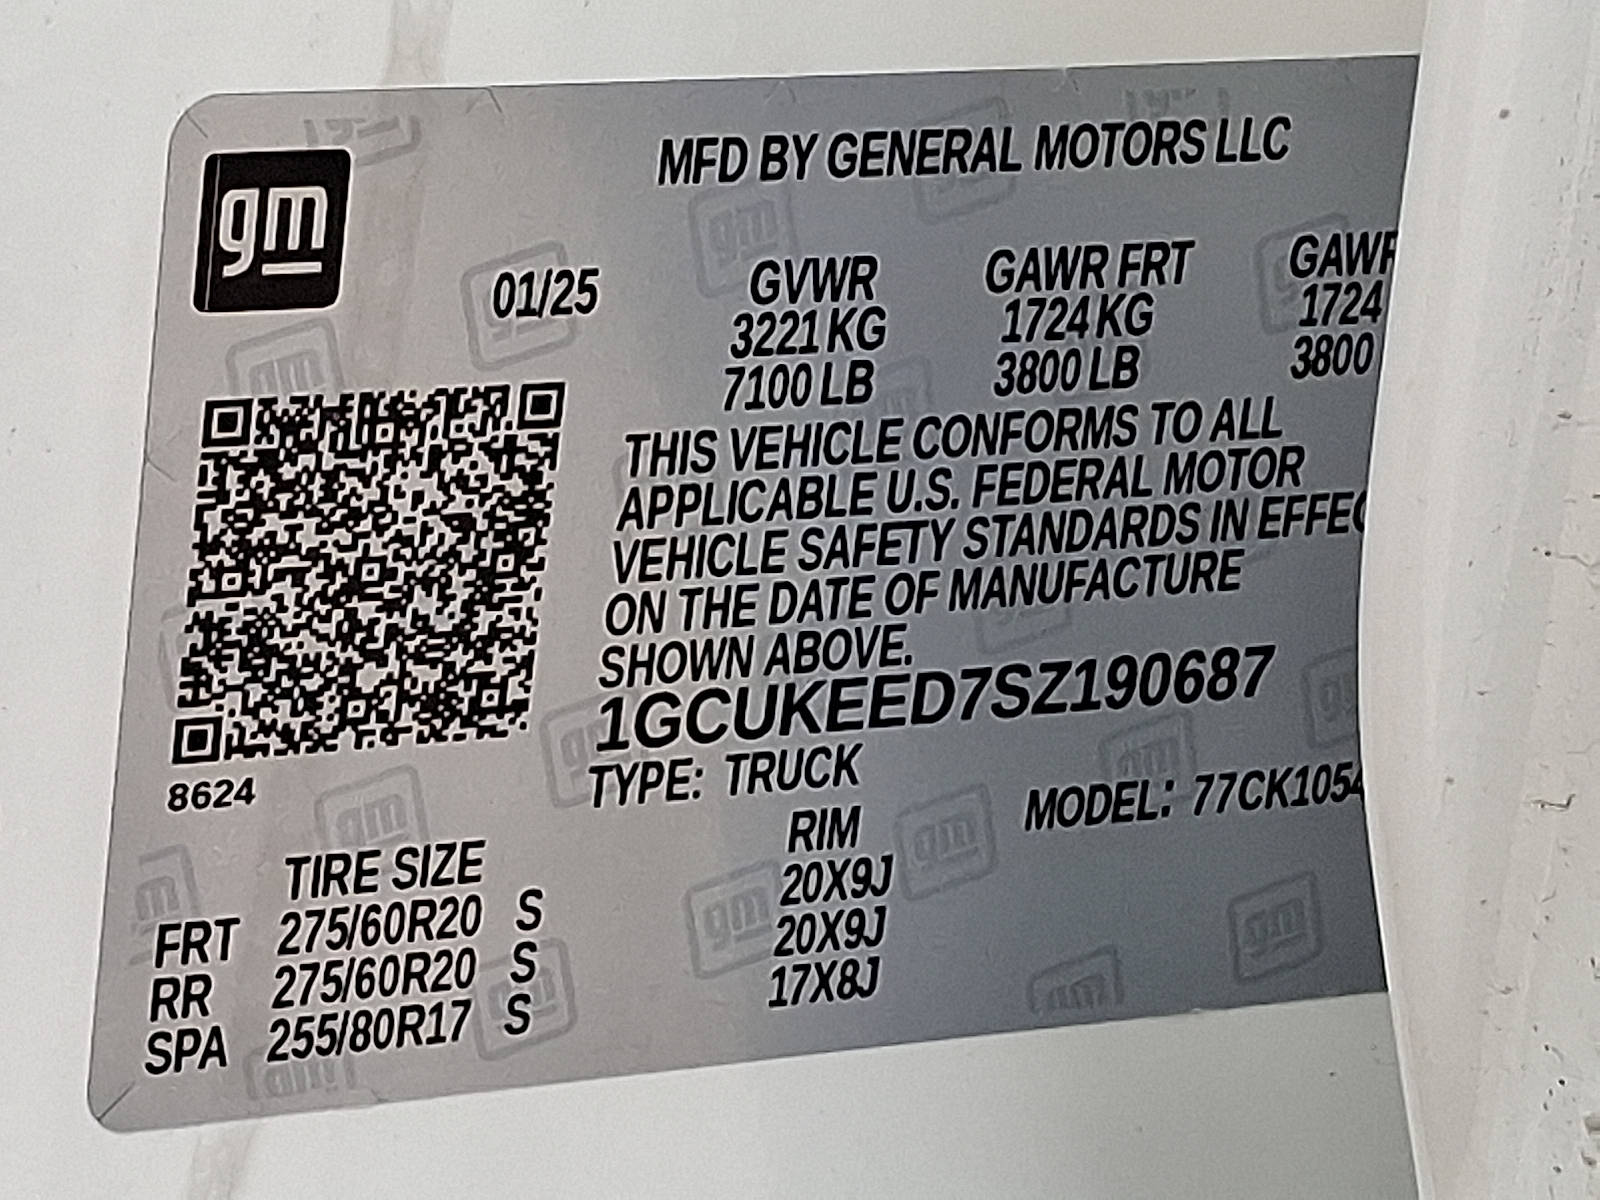 gm
MFD BY GENERAL MOTORS LLC
01/25
GVWR GAWR FRT
3221 KG 1724 KG 1724
7100 LB 3800 LB 3800
THIS VEHICLE CONFORMS TO ALL
APPLICABLE U.S. FEDERAL MOTOR
VEHICLE SAFETY STANDARDS IN
ON THE DATE OF MANUFACTURE
SHOWN ABOVE.
1GCUKEED7SZ190687
8624
TYPE: TRUCK
MODEL: 77CK1054
TIRE SIZE RIM
FRT 275/60R20 S 20X9J
RR 275/60R20 S 20X9J
SPA 255/80R17 S 17X8J